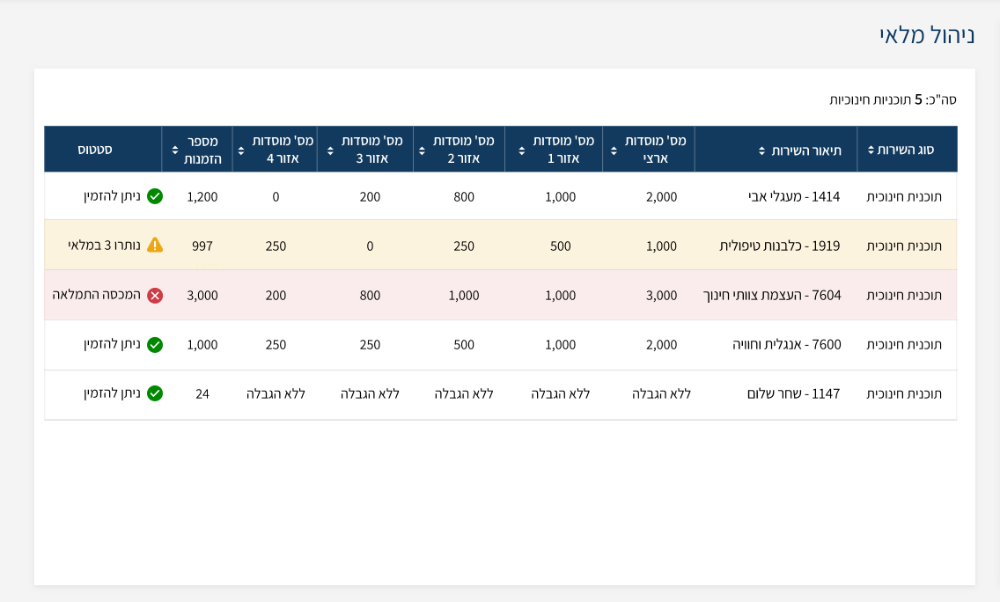 ניהול מלאי
סה"כ: 5 תוכניות חינוכיות
סוג השירות תיאור השירות מס' מוסדות ארצי מס' מוסדות אזור 1 מס' מוסדות אזור 2 מס' מוסדות אזור 3 מס' מוסדות אזור 4 מספר הזמנות סטטוס
תוכנית חינוכית 1414 - מעגלי אבי 2,000 1,000 800 200 0 1,200 ניתן להזמין
תוכנית חינוכית 1919 - כלבנות טיפולית 1,000 500 250 0 250 997 נותרו 3 במלאי
תוכנית חינוכית 7604 - העצמת צוותי חינוך 3,000 1,000 1,000 800 200 3,000 המכסה התמלאה
תוכנית חינוכית 7600 - אנגלית וחוויה 2,000 1,000 500 250 250 1,000 ניתן להזמין
תוכנית חינוכית 1147 - שחר שלום ללא הגבלה ללא הגבלה ללא הגבלה ללא הגבלה ללא הגבלה 24 ניתן להזמין